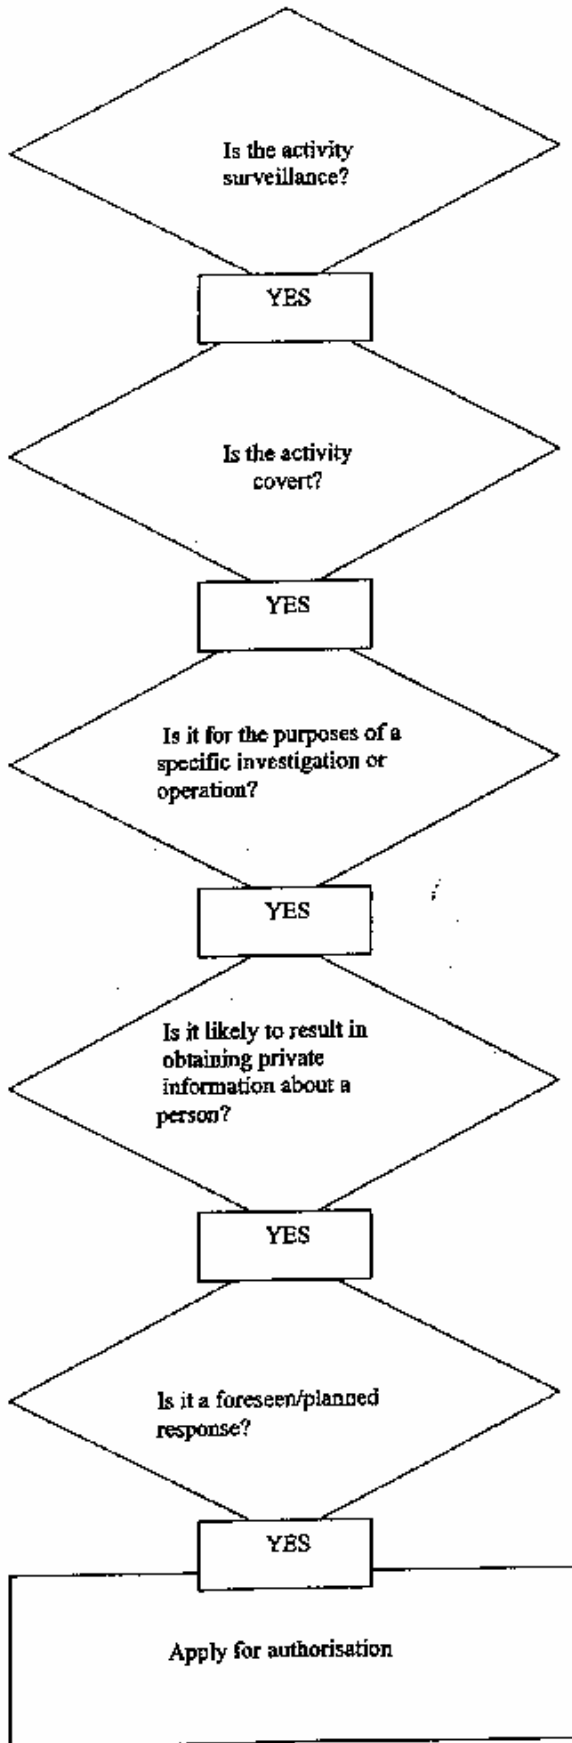 Is the activity
surveillance?
YES
Is the activity
covert?
YES
Is it for the purposes of a
specific investigation or
operation?
YES
Is it likely to result in
obtaining private
information about a
person?
YES
Is it a foreseen/planned
response?
YES
Apply for authorisation